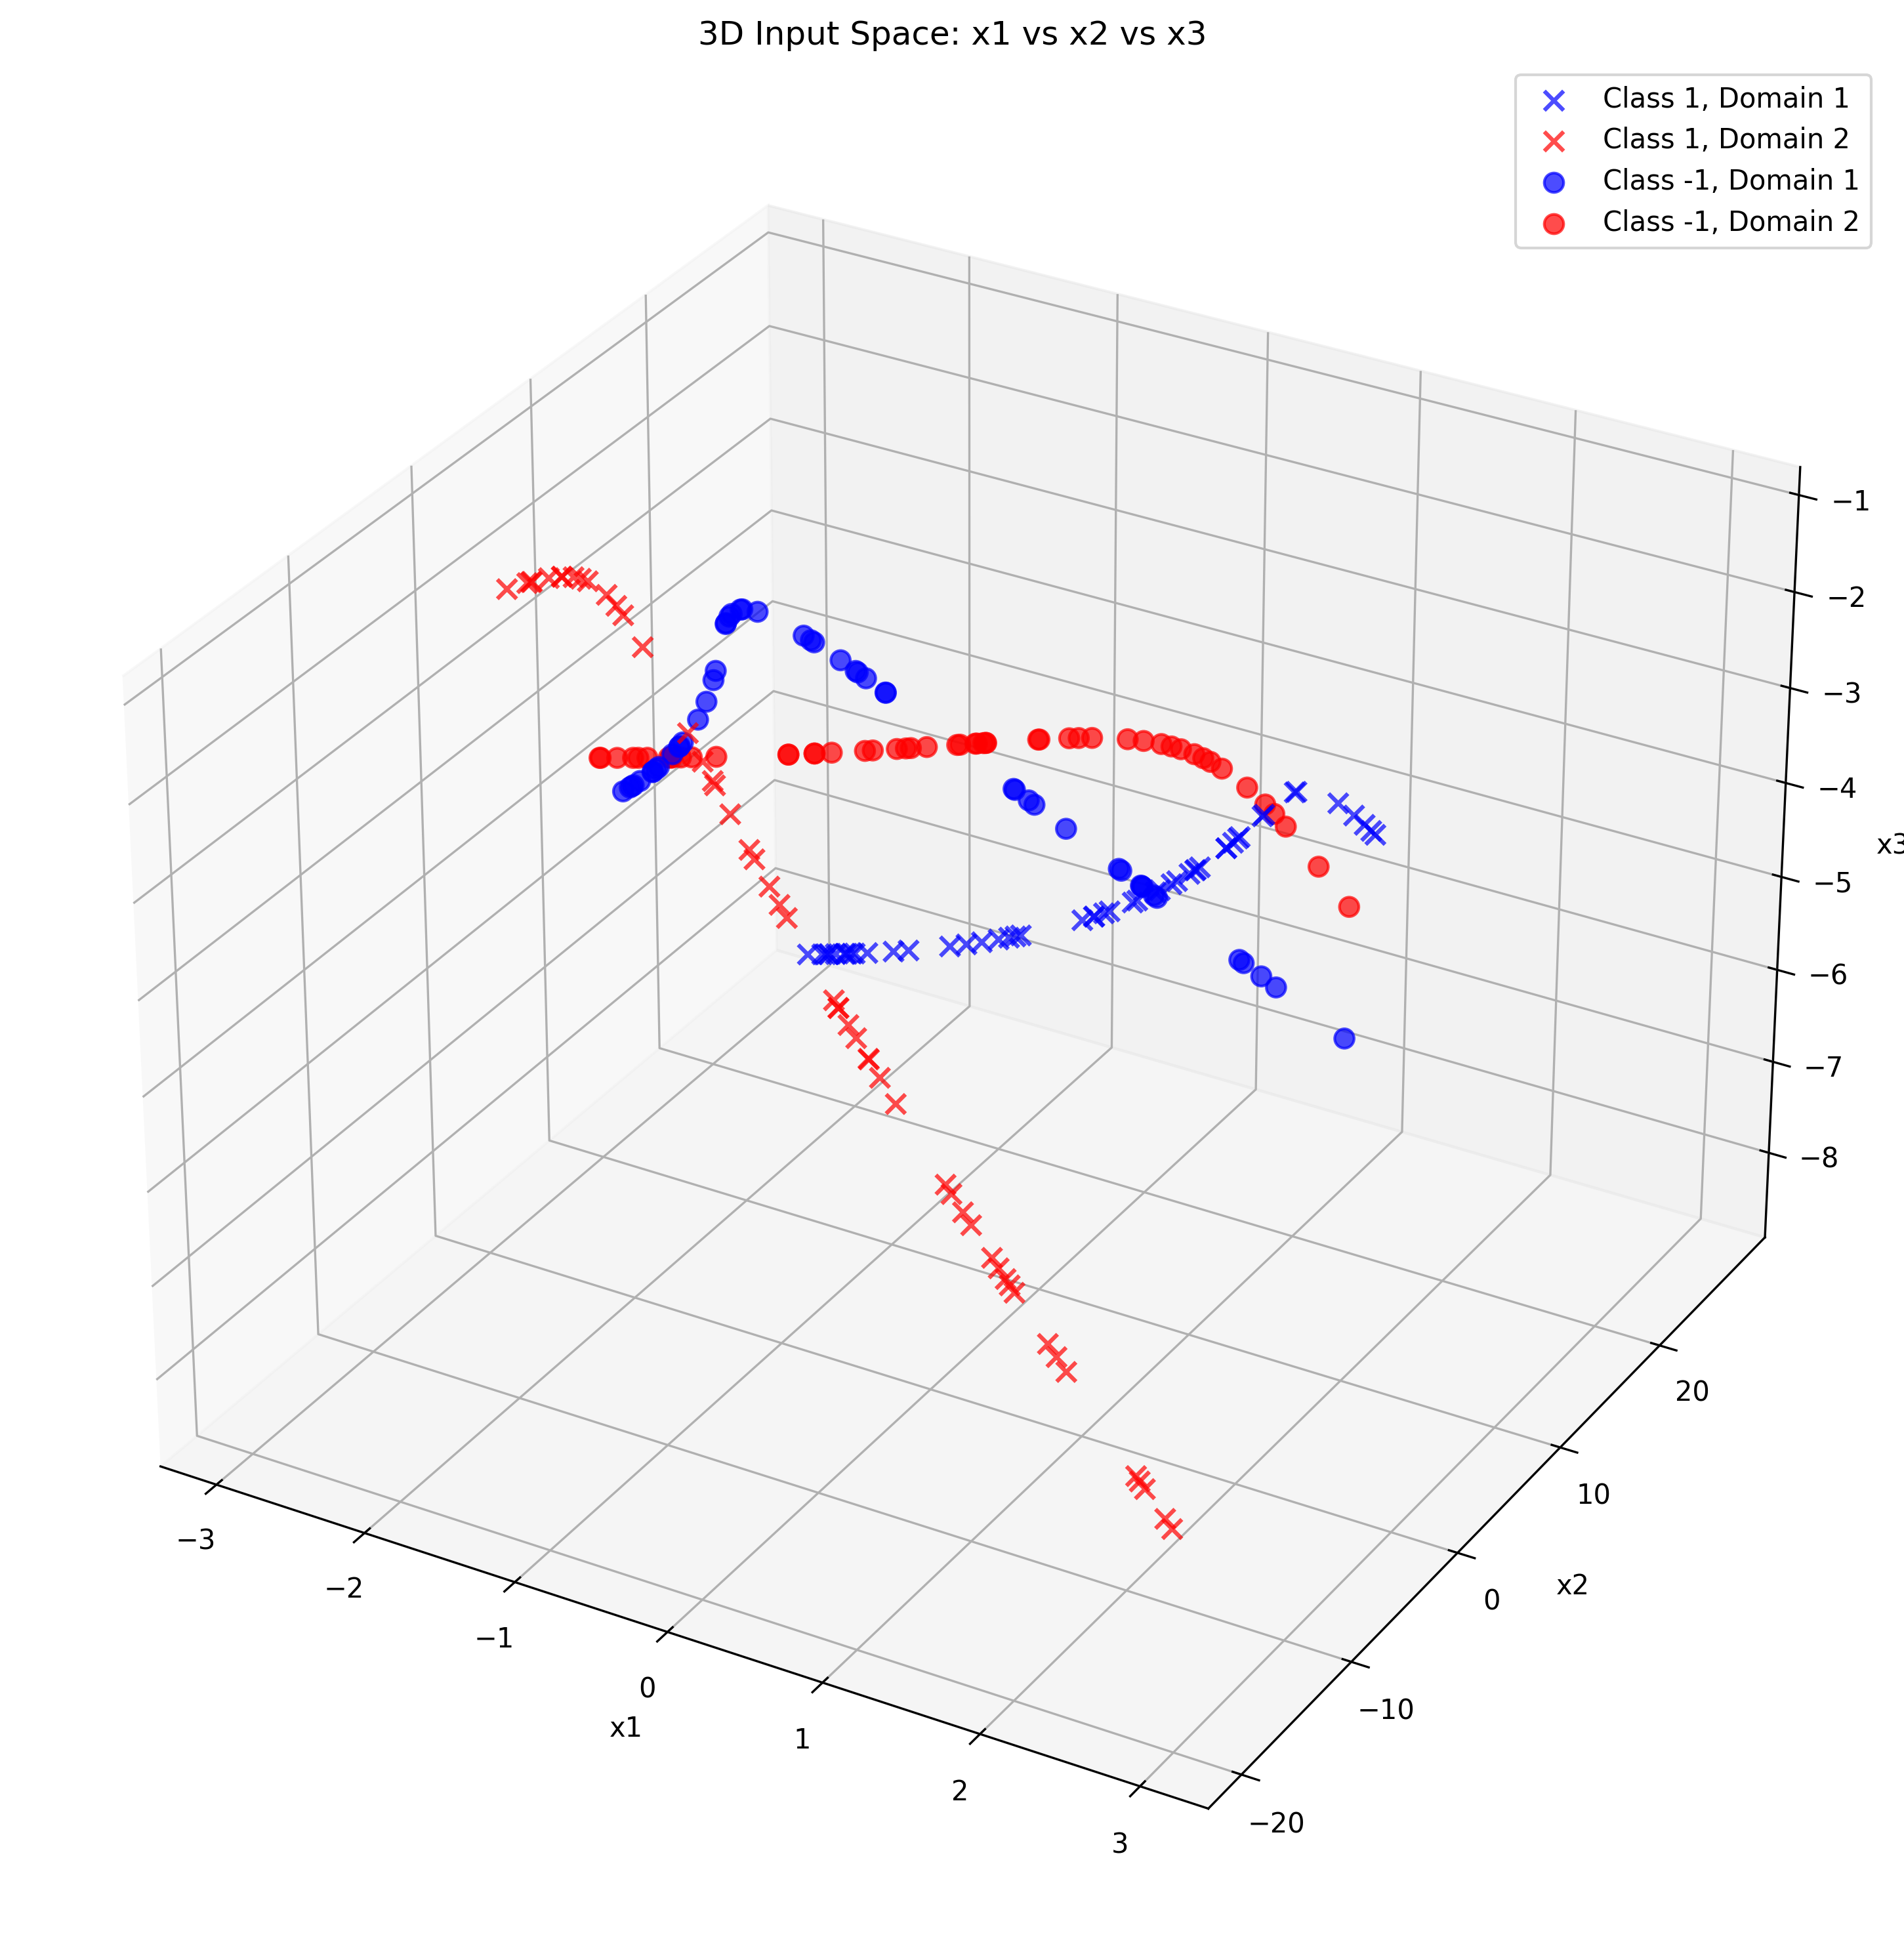 3D Input Space: x1 vs x2 vs x3
Class 1, Domain 1
Class 1, Domain 2
Class -1, Domain 1
Class -1, Domain 2
−1
−2
−3
−4
x3
−5
−6
−7
−8
20
10
0
x2
−10
−20
−3
−2
−1
0
x1
1
2
3